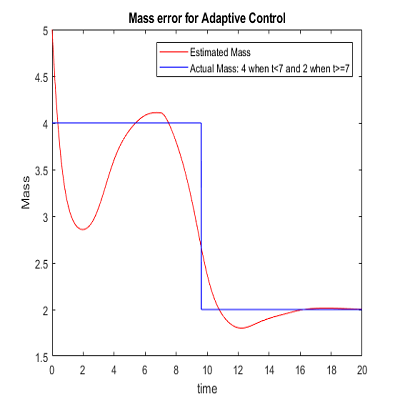 Mass error for Adaptive Control
Estimated Mass
Actual Mass: 4 when t<7 and 2 when t>=7
5
4.5
4
3.5
3
2.5
2
1.5
Mass
0 2 4 6 8 10 12 14 16 18 20
time